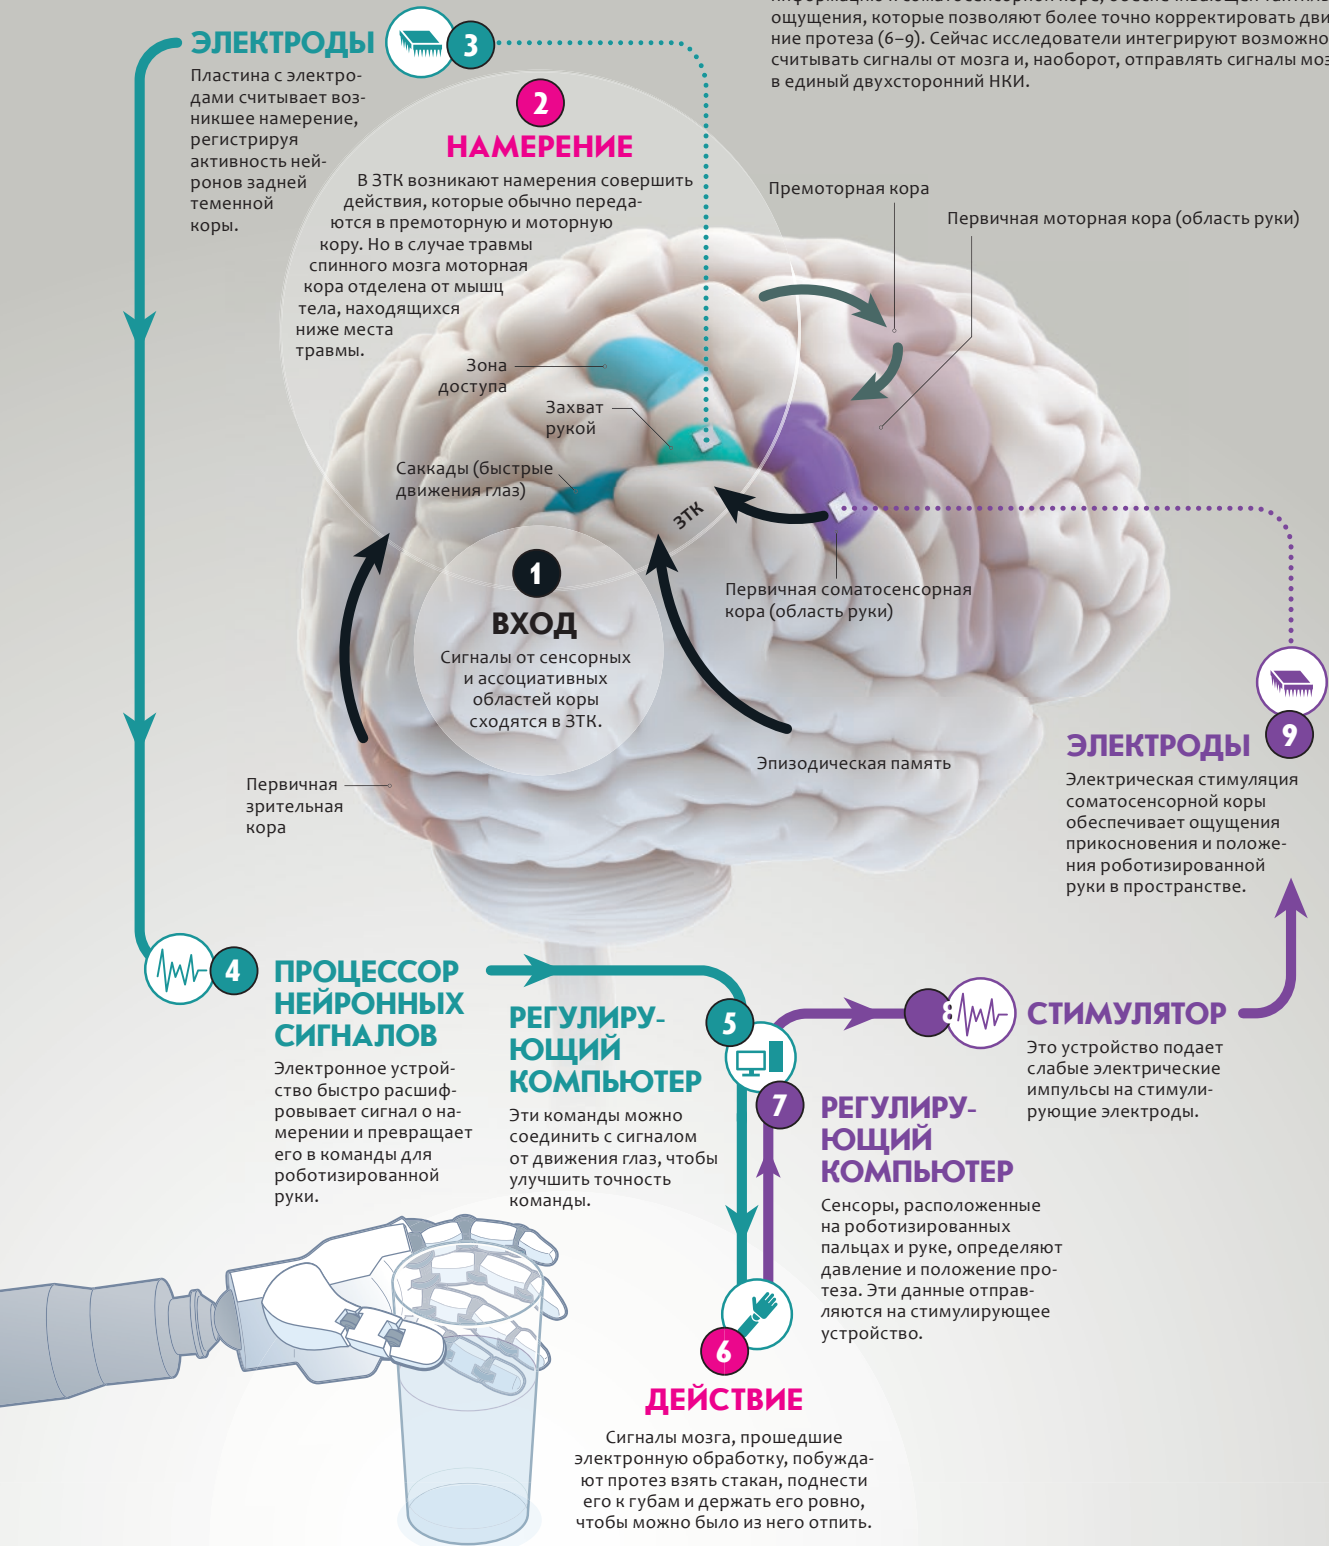 ощущения, которые позволяют более точно корректировать дви
ние протеза (6–9). Сейчас исследователи интегрируют
считывать сигналы от мозга и, наоборот, отправлять сигналы
в единый двухсторонний НКИ.
ЭЛЕКТРОДЫ
3
Пластина с электро-
дами считывает воз-
никшее намерение,
регистрируя
активность ней-
ронов задней
теменной
коры.
2
НАМЕРЕНИЕ
В ЗТК возникают намерения совершить
действия, которые обычно переда-
ются в премоторную и моторную
кору. Но в случае травмы
спинного мозга моторная
кора отделена от мышц
тела, находящихся
ниже места
травмы.
Премоторная кора
Первичная моторная кора (область руки)
Зона
доступа
Захват
рукой
Саккады (быстрые
движения глаз)
ЗТК
1
ВХОД
Сигналы от сенсорных
и ассоциативных
областей коры
сходятся в ЗТК.
Первичная соматосенсорная
кора (область руки)
Эпизодическая память
Первичная
зрительная
кора
9
ЭЛЕКТРОДЫ
Электрическая стимуляция
соматосенсорной коры
обеспечивает ощущения
прикосновения и положе-
ния роботизированной
руки в пространстве.
4
ПРОЦЕССОР
НЕЙРОННЫХ
СИГНАЛОВ
Электронное устрой-
ство быстро расшиф-
ровывает сигнал о на-
мерении и превращает
его в команды для
роботизированной
руки.
5
РЕГУЛИРУ-
ЮЩИЙ
КОМПЬЮТЕР
Эти команды можно
соединить с сигналом
от движения глаз, чтобы
улучшить точность
команды.
6
ДЕЙСТВИЕ
Сигналы мозга, прошедшие
электронную обработку, побужда-
ют протез взять стакан, поднести
его к губам и держать его ровно,
чтобы можно было из него отпить.
7
РЕГУЛИРУ-
ЮЩИЙ
КОМПЬЮТЕР
Сенсоры, расположенные
на роботизированных
пальцах и руке, определяют
давление и положение про-
теза. Эти данные отправ-
ляются на стимулирующее
устройство.
8
СТИМУЛЯТОР
Это устройство подает
слабые электрические
импульсы на стимули-
рующие электроды.